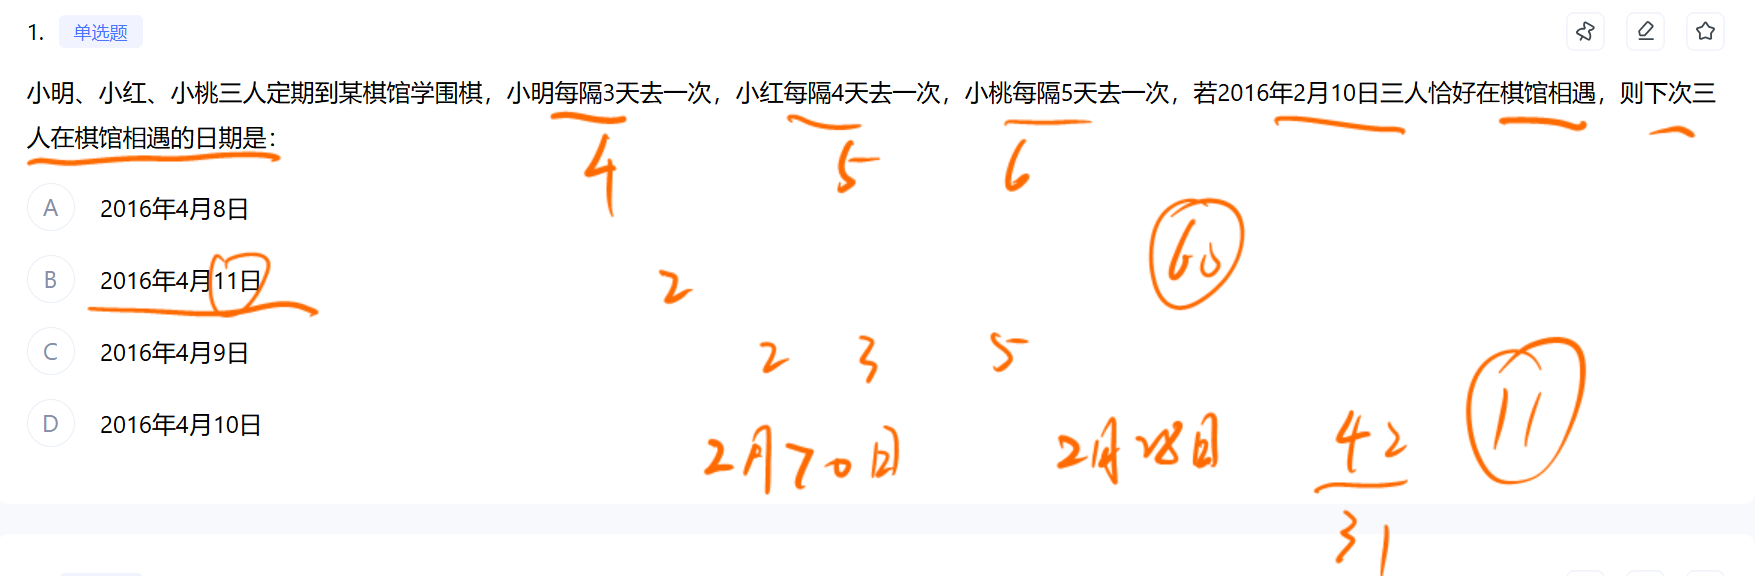 1. 单选题
小明、小红、小桃三人定期到某棋馆学围棋，小明每隔3天去一次，小红每隔4天去一次，小桃每隔5天去一次，若2016年2月10日三人恰好在棋馆相遇，则下次三
人在棋馆相遇的日期是：
4 5 6
A 2016年4月8日
60
B 2016年4月11日
2
C 2016年4月9日
2 3 5
11
D 2016年4月10日
2月70日 2月28日 42
31